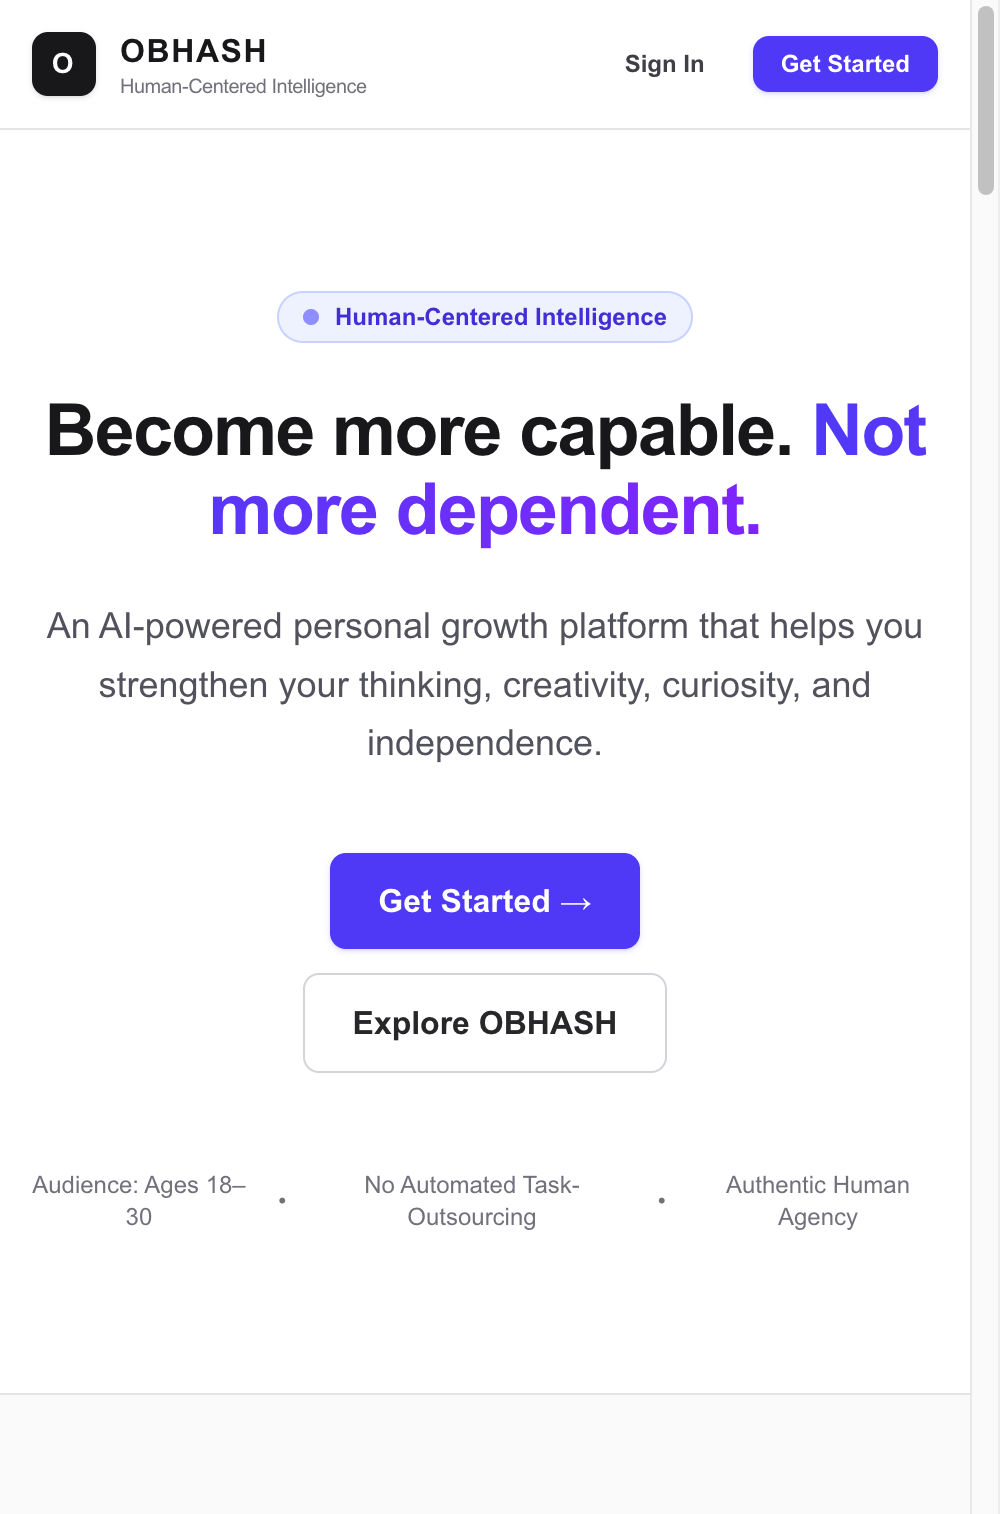 O
OBHASH
Human-Centered Intelligence
Sign In
Get Started
Human-Centered Intelligence
Become more capable. Not
more dependent.
An AI-powered personal growth platform that helps you
strengthen your thinking, creativity, curiosity, and
independence.
Get Started →
Explore OBHASH
Audience: Ages 18–
30
•
No Automated Task-
Outsourcing
•
Authentic Human
Agency